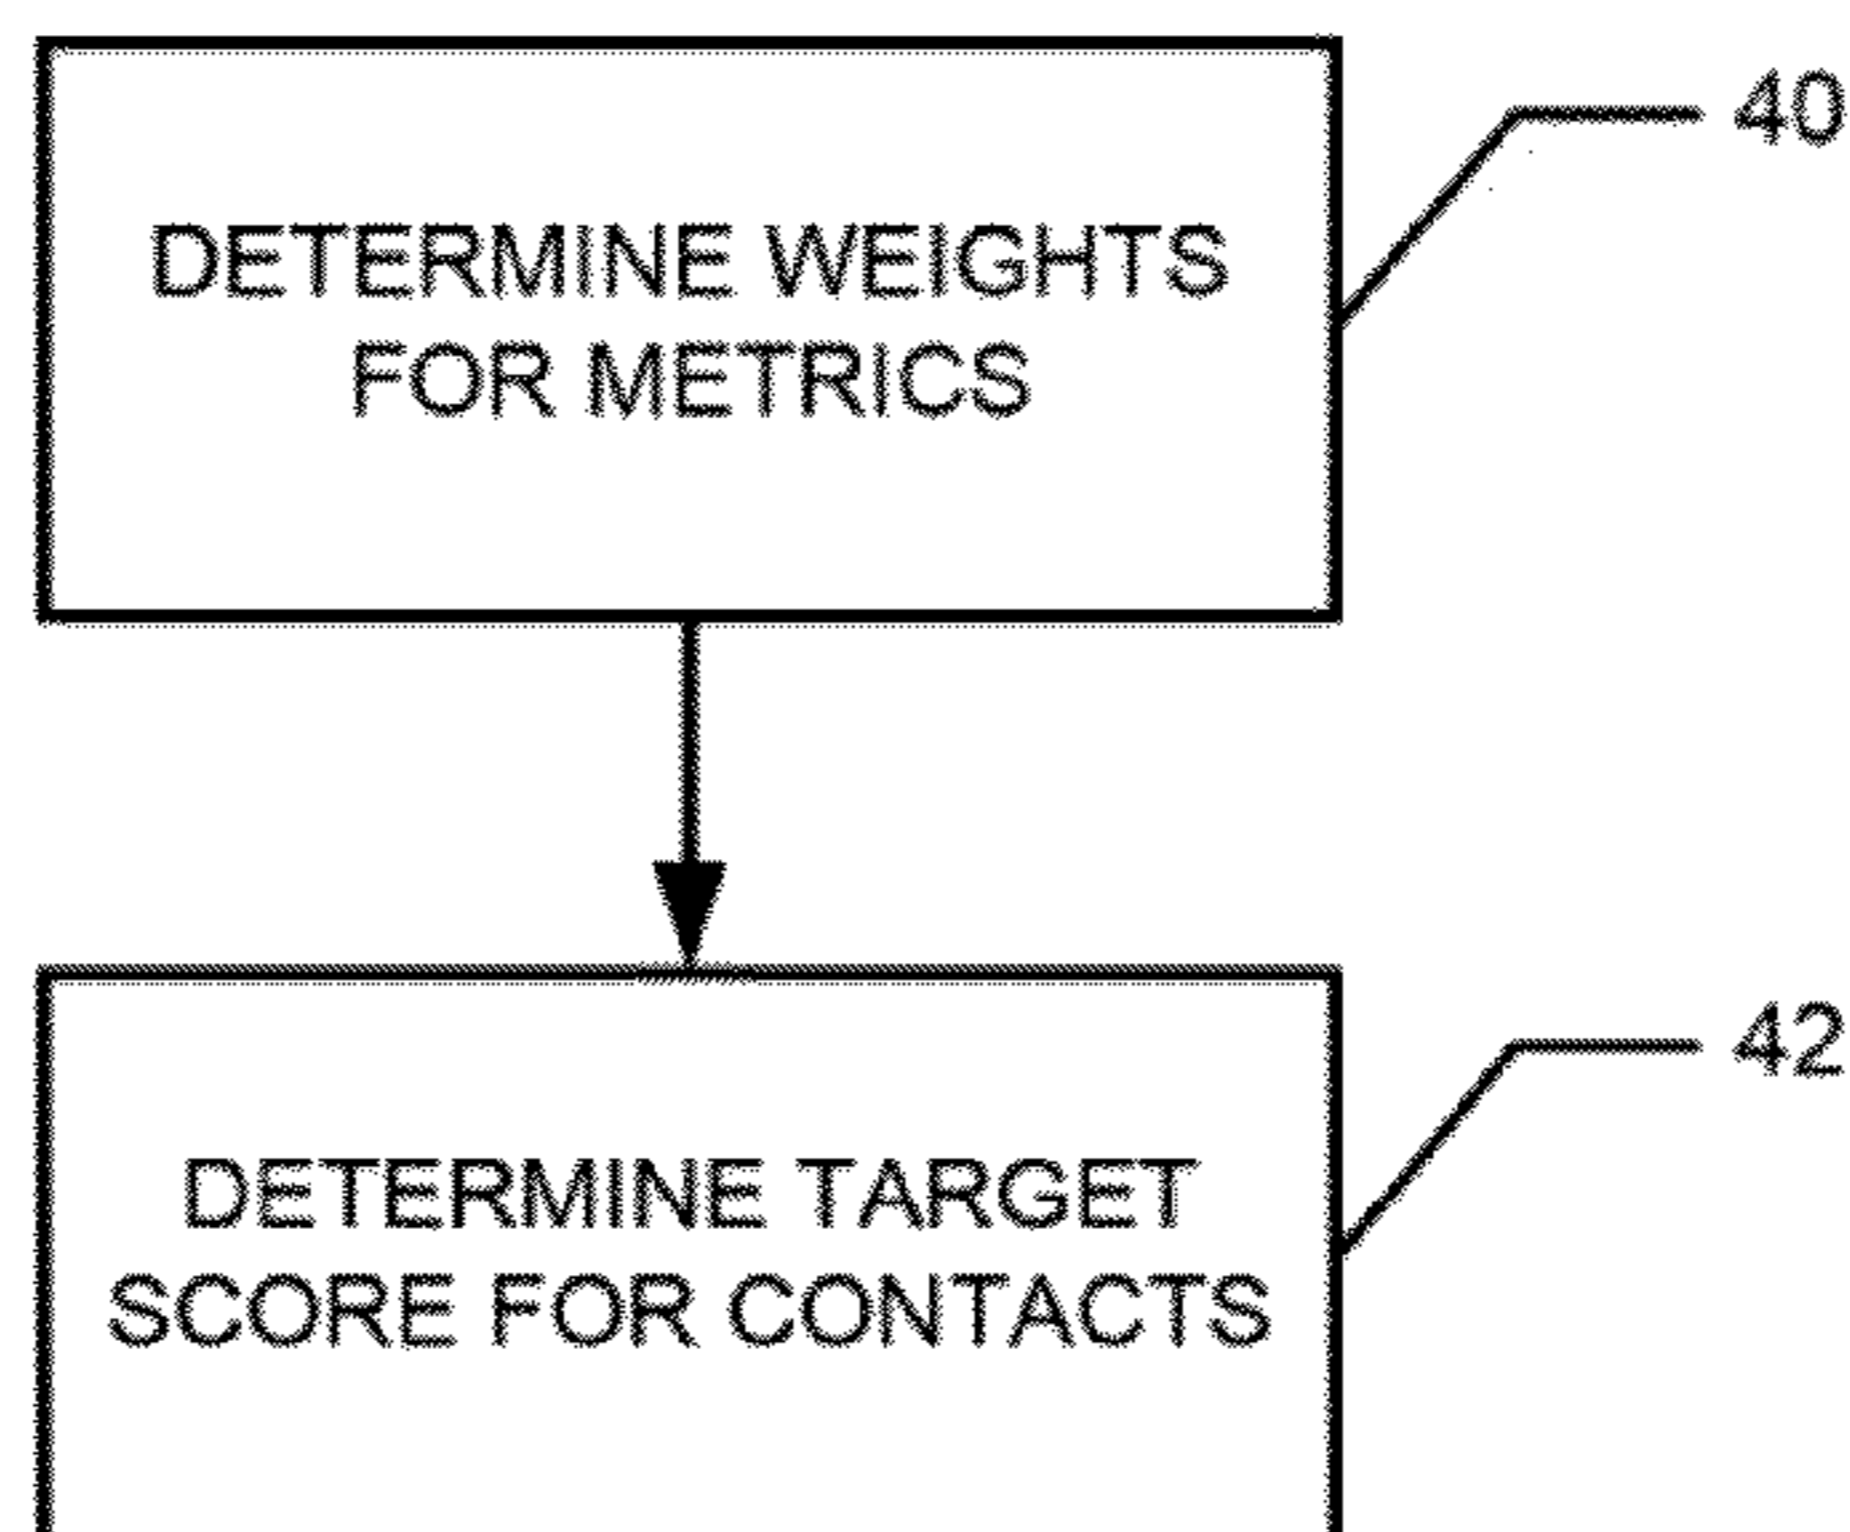 40
DETERMINE WEIGHTS
FOR METRICS
42
DETERMINE TARGET
SCORE FOR CONTACTS